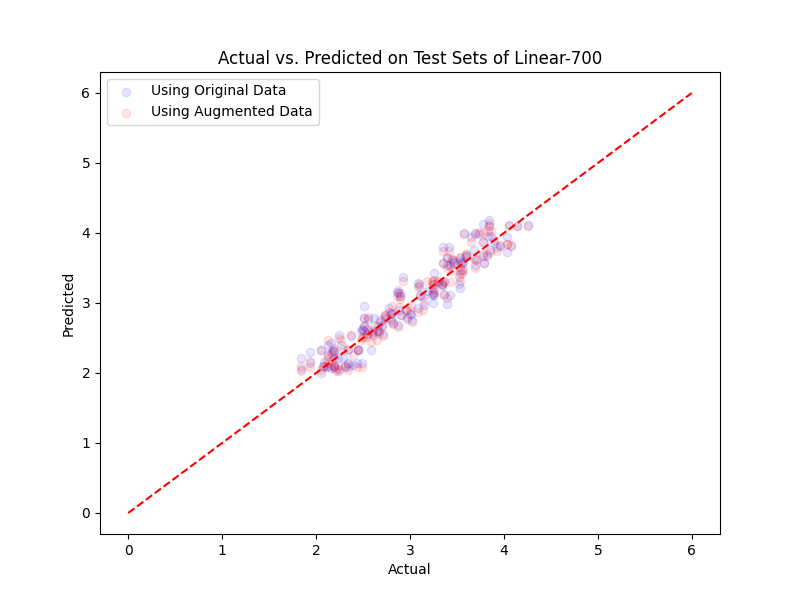 Actual vs. Predicted on Test Sets of Linear-700
Using Original Data
Using Augmented Data
6
5
4
3
2
1
0
Predicted
0 1 2 3 4 5 6
Actual